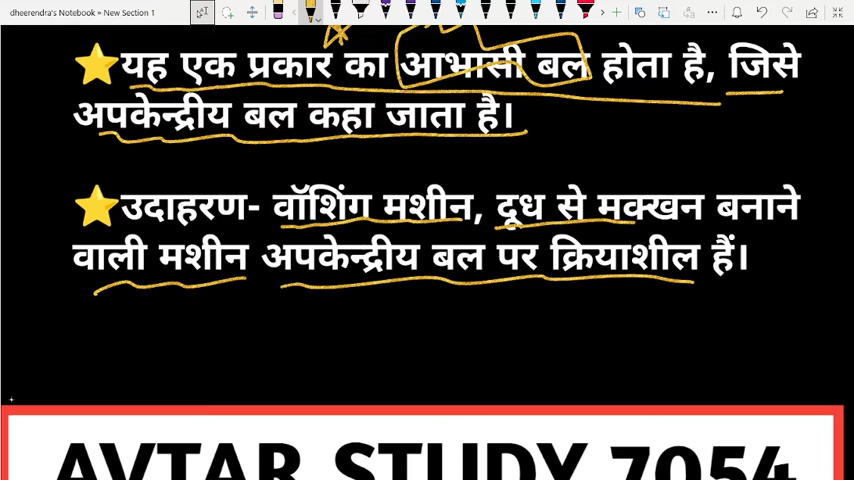 dheerendra's Notebook » New Section 1
⭐यह एक प्रकार का आभासी बल होता है, जिसे
अपकेन्द्रीय बल कहा जाता है।
⭐उदाहरण- वॉशिंग मशीन, दूध से मक्खन बनाने
वाली मशीन अपकेन्द्रीय बल पर क्रियाशील हैं।
AVTAR STUDY 7054